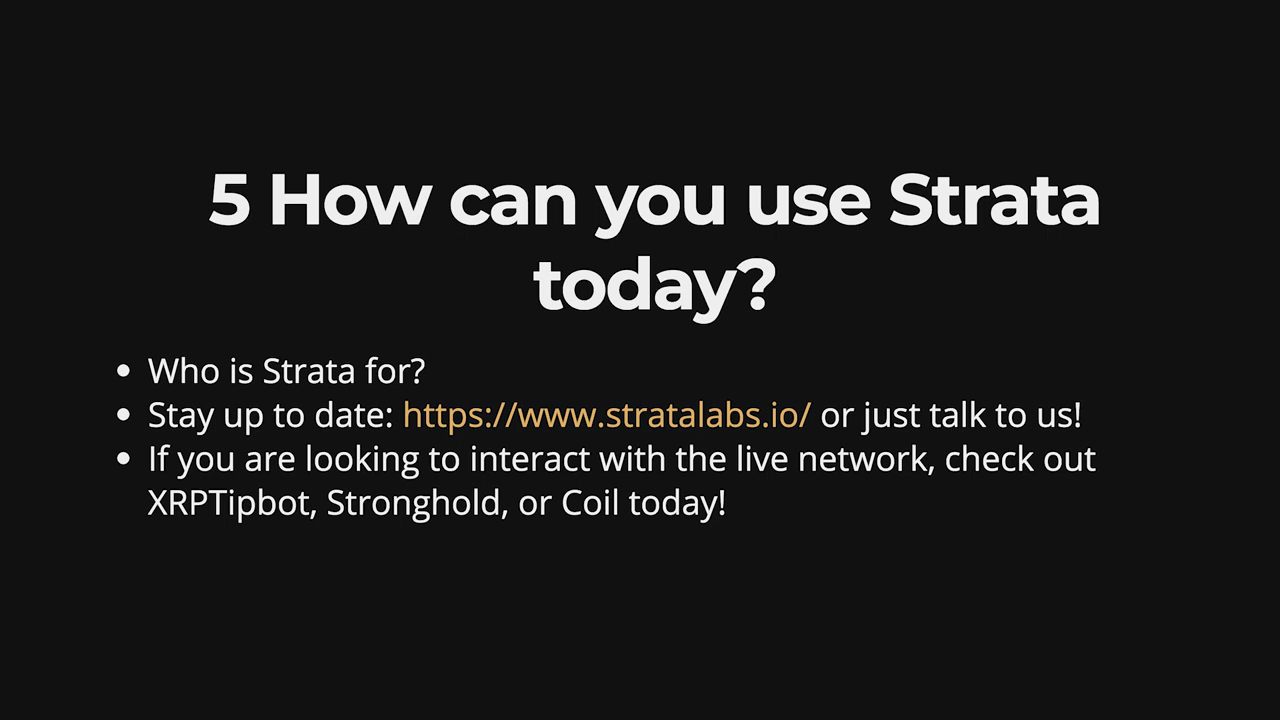 5 How can you use Strata
today?
• Who is Strata for?
• Stay up to date: https://www.stratalabs.io/ or just talk to us!
• If you are looking to interact with the live network, check out
XRPTipbot, Stronghold, or Coil today!